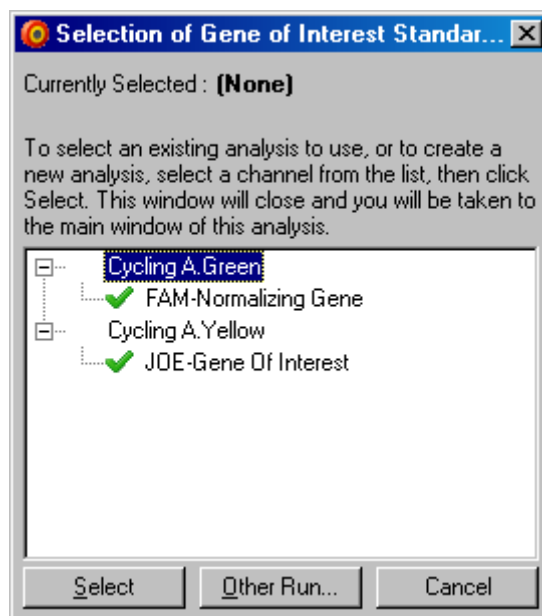 Selection of Gene of Interest Standar...
Currently Selected : (None)
To select an existing analysis to use, or to create a
new analysis, select a channel from the list, then click
Select. This window will close and you will be taken to
the main window of this analysis.
Cycling A.Green
FAM-Normalizing Gene
Cycling A.Yellow
JOE-Gene Of Interest
Select Other Run... Cancel